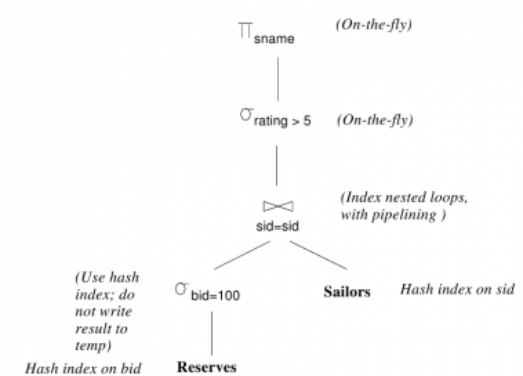 π sname (On-the-fly)
σ rating > 5 (On-the-fly)
(Index nested loops,
with pipelining )
⋈
sid=sid
(Use hash
index; do
not write
result to
temp)
σ bid=100
Sailors Hash index on sid
Hash index on bid Reserves